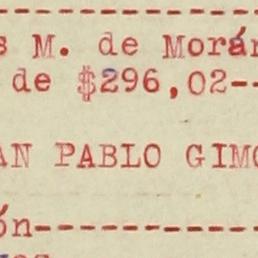 s M. de Morán
de $296,02--
AN PABLO GIMO
ón-------------